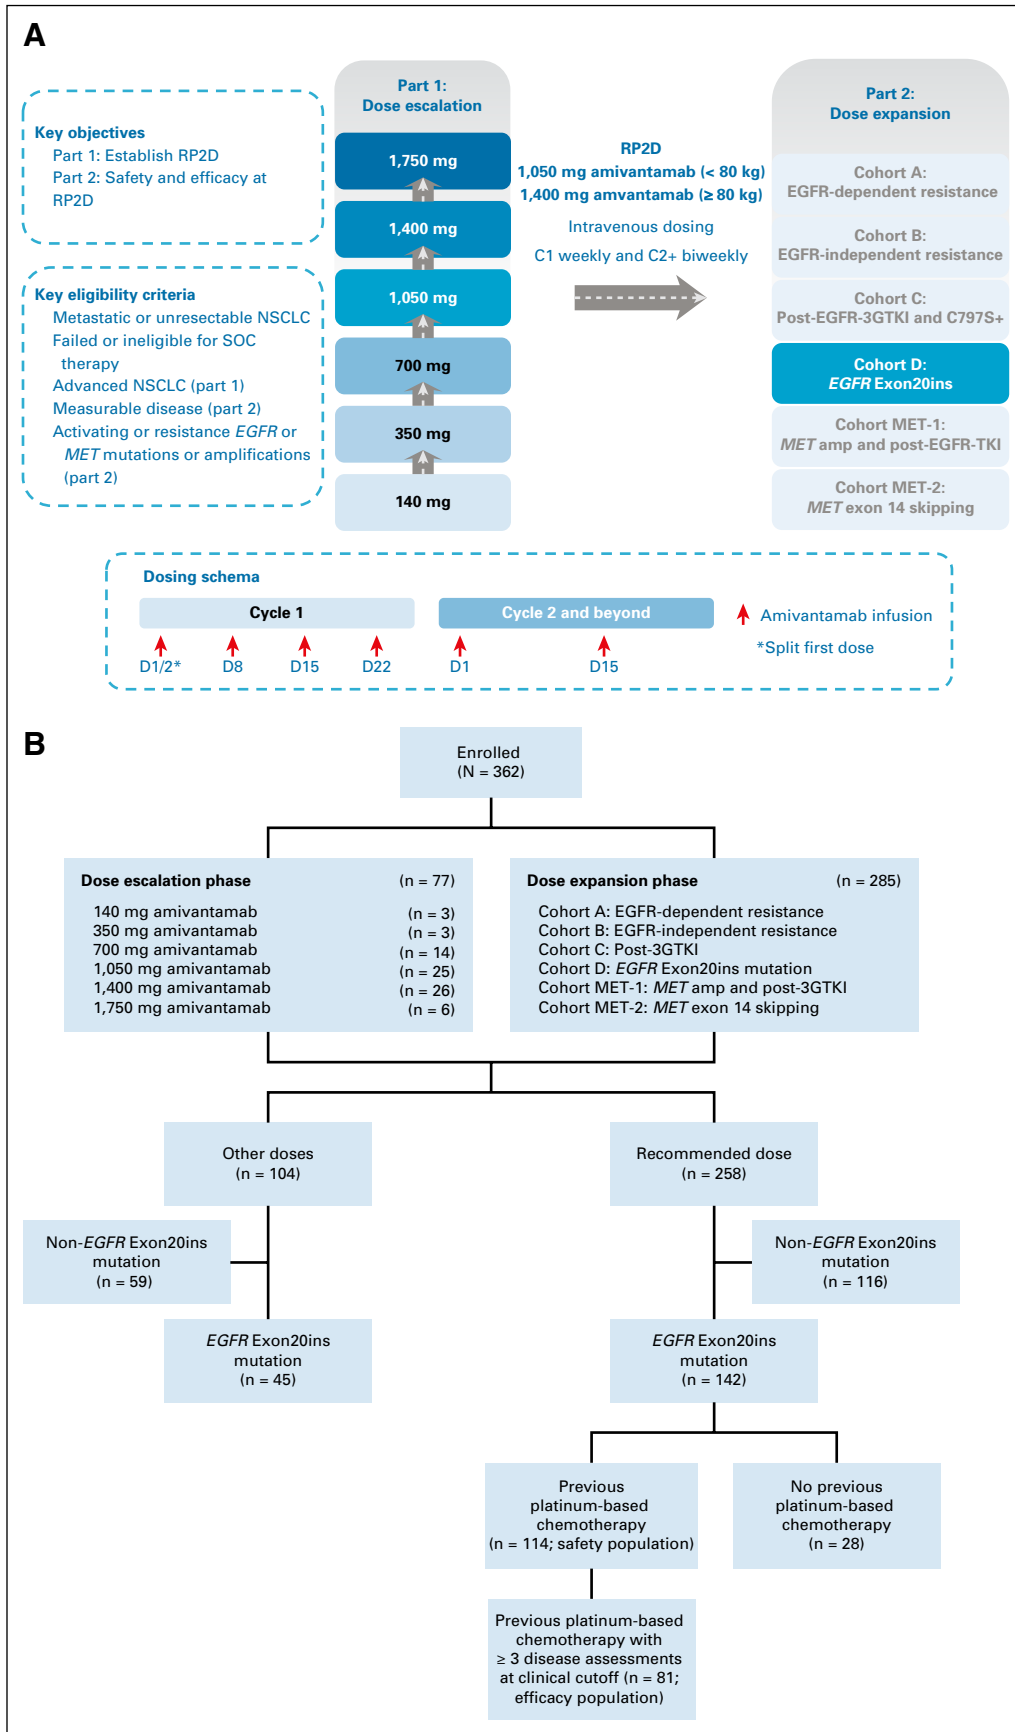 A
Key objectives
Part 1: Establish RP2D
Part 2: Safety and efficacy at
RP2D
Key eligibility criteria
Metastatic or unresectable NSCLC
Failed or ineligible for SOC
therapy
Advanced NSCLC (part 1)
Measurable disease (part 2)
Activating or resistance EGFR or
MET mutations or amplifications
(part 2)
Part 1:
Dose escalation
1,750 mg
1,400 mg
1,050 mg
700 mg
350 mg
140 mg
RP2D
1,050 mg amivantamab (< 80 kg)
1,400 mg amvantamab (≥ 80 kg)
Intravenous dosing
C1 weekly and C2+ biweekly
Part 2:
Dose expansion
Cohort A:
EGFR-dependent resistance
Cohort B:
EGFR-independent resistance
Cohort C:
Post-EGFR-3GTKI and C797S+
Cohort D:
EGFR Exon20ins
Cohort MET-1:
MET amp and post-EGFR-TKI
Cohort MET-2:
MET exon 14 skipping
Dosing schema
Cycle 1
Cycle 2 and beyond
D1/2*
D8
D15
D22
D1
D15
Amivantamab infusion
*Split first dose
B
Enrolled
(N = 362)
Dose escalation phase (n = 77)
140 mg amivantamab (n = 3)
350 mg amivantamab (n = 3)
700 mg amivantamab (n = 14)
1,050 mg amivantamab (n = 25)
1,400 mg amivantamab (n = 26)
1,750 mg amivantamab (n = 6)
Dose expansion phase (n = 285)
Cohort A: EGFR-dependent resistance
Cohort B: EGFR-independent resistance
Cohort C: Post-3GTKI
Cohort D: EGFR Exon20ins mutation
Cohort MET-1: MET amp and post-3GTKI
Cohort MET-2: MET exon 14 skipping
Other doses
(n = 104)
Recommended dose
(n = 258)
Non-EGFR Exon20ins
mutation
(n = 59)
Non-EGFR Exon20ins
mutation
(n = 116)
EGFR Exon20ins
mutation
(n = 45)
EGFR Exon20ins
mutation
(n = 142)
Previous
platinum-based
chemotherapy
(n = 114; safety population)
No previous
platinum-based
chemotherapy
(n = 28)
Previous platinum-based
chemotherapy with
≥ 3 disease assessments
at clinical cutoff (n = 81;
efficacy population)